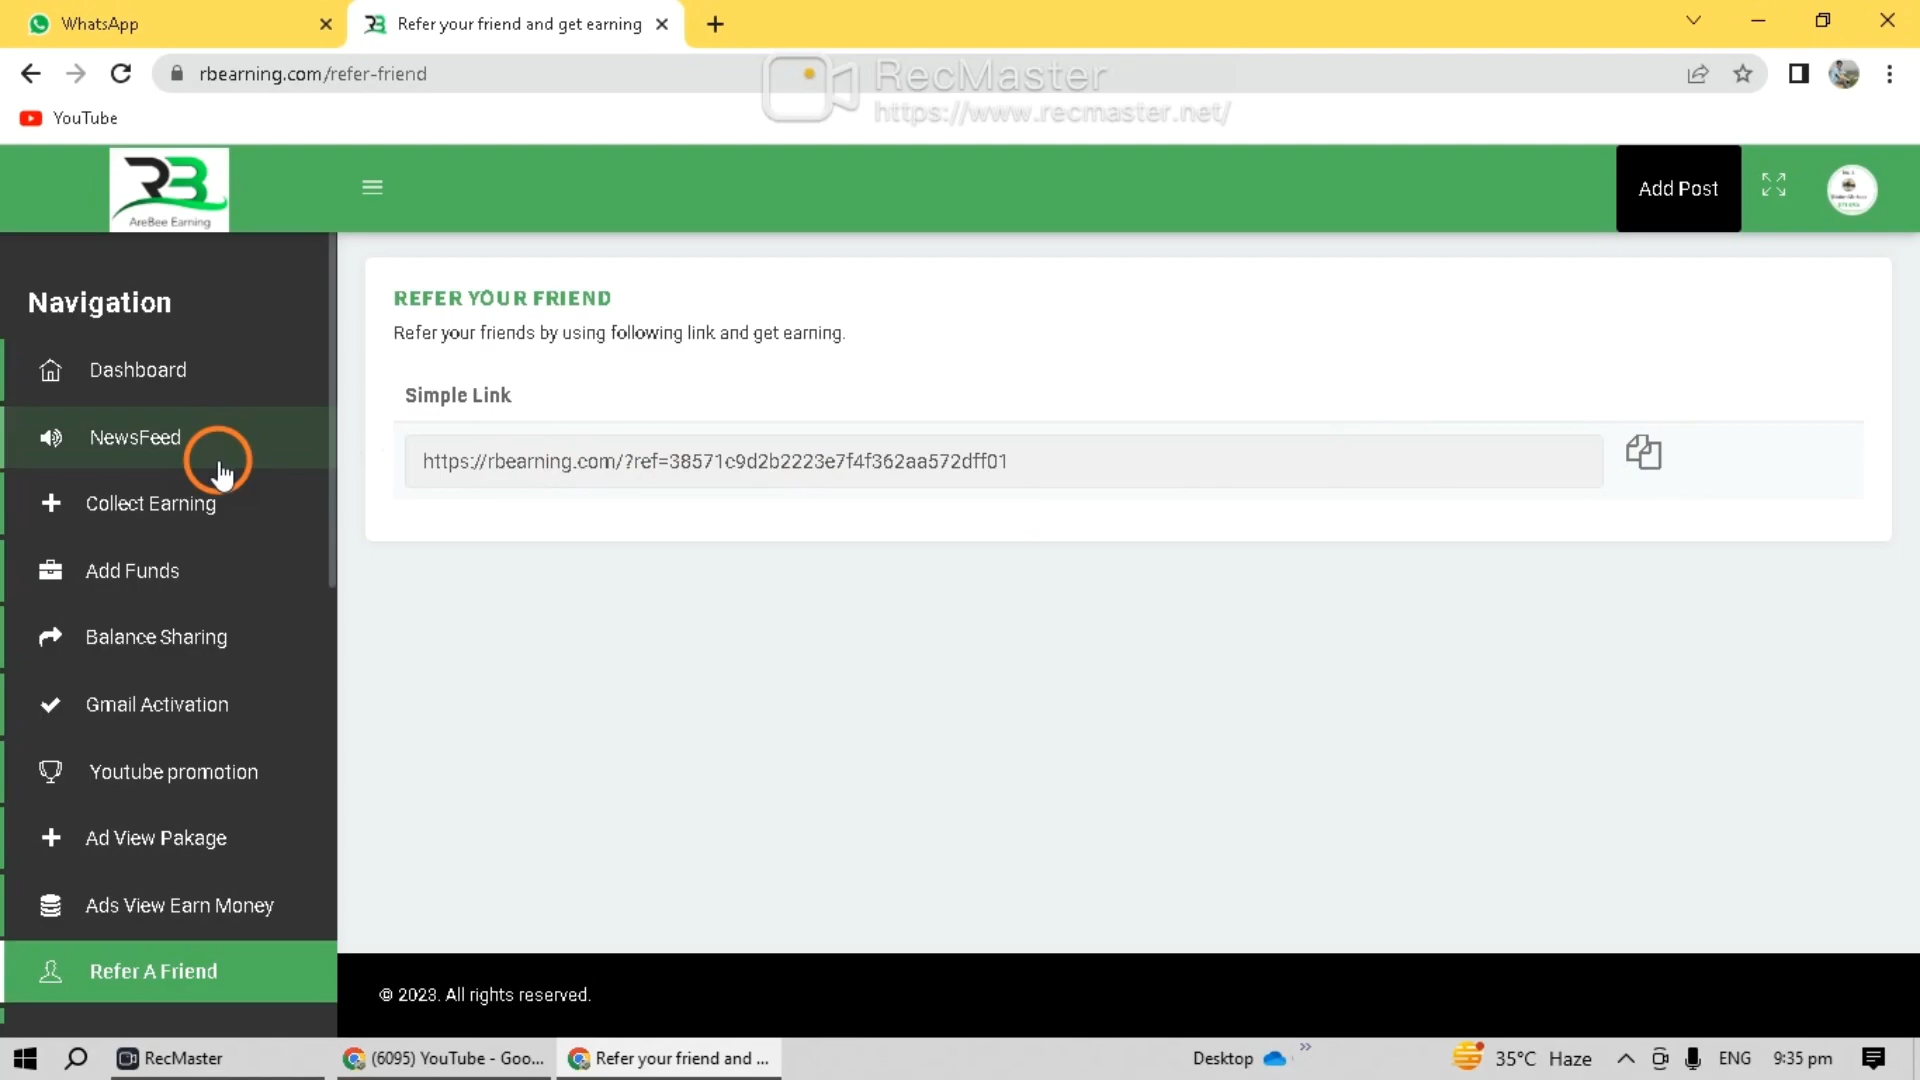 WhatsApp
Refer your friend and get earning
rbearning.com/refer-friend
RecMaster
https://www.recmaster.net/
YouTube
RB
AreBee Earning
Add Post
Navigation
Dashboard
NewsFeed
Collect Earning
Add Funds
Balance Sharing
Gmail Activation
Youtube promotion
Ad View Pakage
Ads View Earn Money
Refer A Friend
REFER YOUR FRIEND
Refer your friends by using following link and get earning.
Simple Link
https://rbearning.com/?ref=38571c9d2b2223e7f4f362aa572dff01
© 2023. All rights reserved.
RecMaster
(6095) YouTube - Goo...
Refer your friend and ...
Desktop
35°C Haze
ENG
9:35 pm